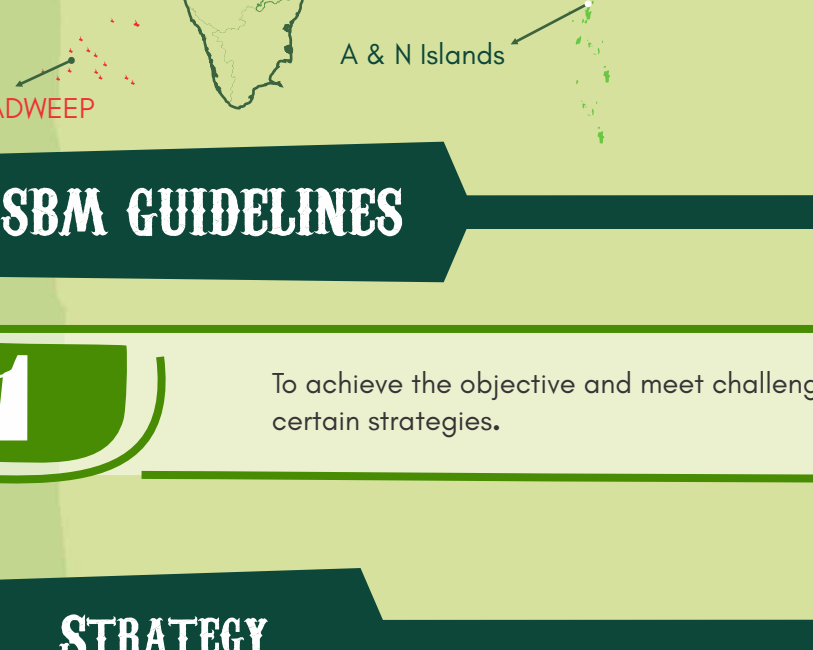 A & N Islands
ADWEEP
SBM GUIDELINES
1
To achieve the objective and meet challeng
certain strategies.
STRATEGY